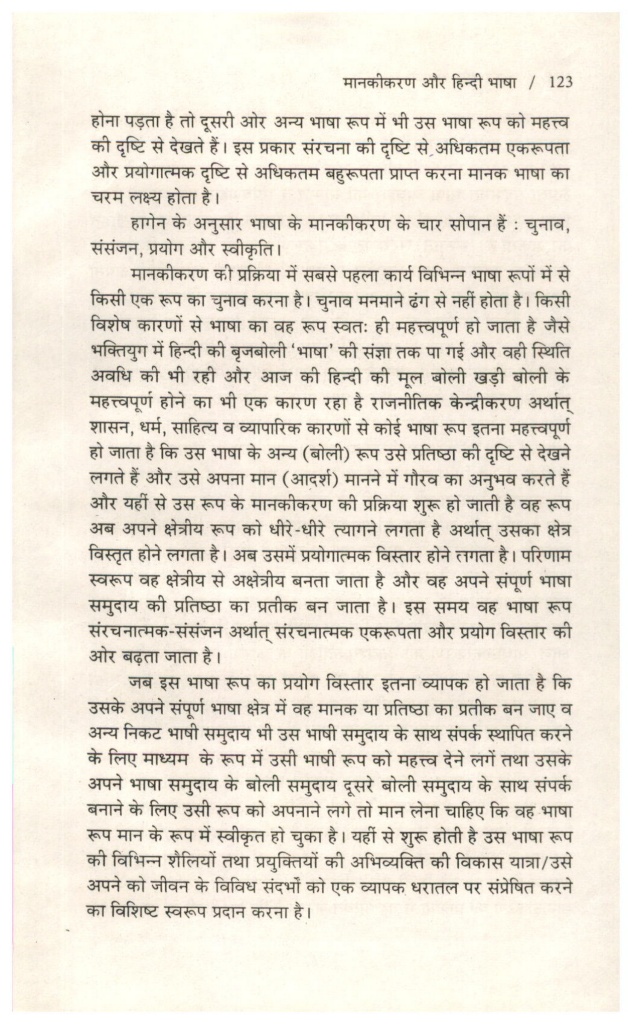 मानकीकरण और हिन्दी भाषा / 123
होना पड़ता है तो दूसरी ओर अन्य भाषा रूप में भी उस भाषा रूप को महत्त्व
की दृष्टि से देखते हैं। इस प्रकार संरचना की दृष्टि से अधिकतम एकरूपता
और प्रयोगात्मक दृष्टि से अधिकतम बहुरूपता प्राप्त करना मानक भाषा का
चरम लक्ष्य होता है।
हागेन के अनुसार भाषा के मानकीकरण के चार सोपान हैं : चुनाव,
संसंजन, प्रयोग और स्वीकृति।
मानकीकरण की प्रक्रिया में सबसे पहला कार्य विभिन्न भाषा रूपों में से
किसी एक रूप का चुनाव करना है। चुनाव मनमाने ढंग से नहीं होता है। किसी
विशेष कारणों से भाषा का वह रूप स्वतः ही महत्त्वपूर्ण हो जाता है जैसे
भक्तियुग में हिन्दी की बृजबोली 'भाषा' की संज्ञा तक पा गई और वही स्थिति
अवधि की भी रही और आज की हिन्दी की मूल बोली खड़ी बोली के
महत्त्वपूर्ण होने का भी एक कारण रहा है राजनीतिक केन्द्रीकरण अर्थात्
शासन, धर्म, साहित्य व व्यापारिक कारणों से कोई भाषा रूप इतना महत्त्वपूर्ण
हो जाता है कि उस भाषा के अन्य (बोली) रूप उसे प्रतिष्ठा की दृष्टि से देखने
लगते हैं और उसे अपना मान (आदर्श) मानने में गौरव का अनुभव करते हैं
और यहीं से उस रूप के मानकीकरण की प्रक्रिया शुरू हो जाती है वह रूप
अब अपने क्षेत्रीय रूप को धीरे-धीरे त्यागने लगता है अर्थात् उसका क्षेत्र
विस्तृत होने लगता है। अब उसमें प्रयोगात्मक विस्तार होने लगता है। परिणाम
स्वरूप वह क्षेत्रीय से अक्षेत्रीय बनता जाता है और वह अपने संपूर्ण भाषा
समुदाय की प्रतिष्ठा का प्रतीक बन जाता है। इस समय वह भाषा रूप
संरचनात्मक-संसंजन अर्थात् संरचनात्मक एकरूपता और प्रयोग विस्तार की
ओर बढ़ता जाता है।
जब इस भाषा रूप का प्रयोग विस्तार इतना व्यापक हो जाता है कि
उसके अपने संपूर्ण भाषा क्षेत्र में वह मानक या प्रतिष्ठा का प्रतीक बन जाए व
अन्य निकट भाषी समुदाय भी उस भाषी समुदाय के साथ संपर्क स्थापित करने
के लिए माध्यम के रूप में उसी भाषी रूप को महत्त्व देने लगें तथा उसके
अपने भाषा समुदाय के बोली समुदाय दूसरे बोली समुदाय के साथ संपर्क
बनाने के लिए उसी रूप को अपनाने लगे तो मान लेना चाहिए कि वह भाषा
रूप मान के रूप में स्वीकृत हो चुका है। यहीं से शुरू होती है उस भाषा रूप
की विभिन्न शैलियों तथा प्रयुक्तियों की अभिव्यक्ति की विकास यात्रा/उसे
अपने को जीवन के विविध संदर्भों को एक व्यापक धरातल पर संप्रेषित करने
का विशिष्ट स्वरूप प्रदान करना है।